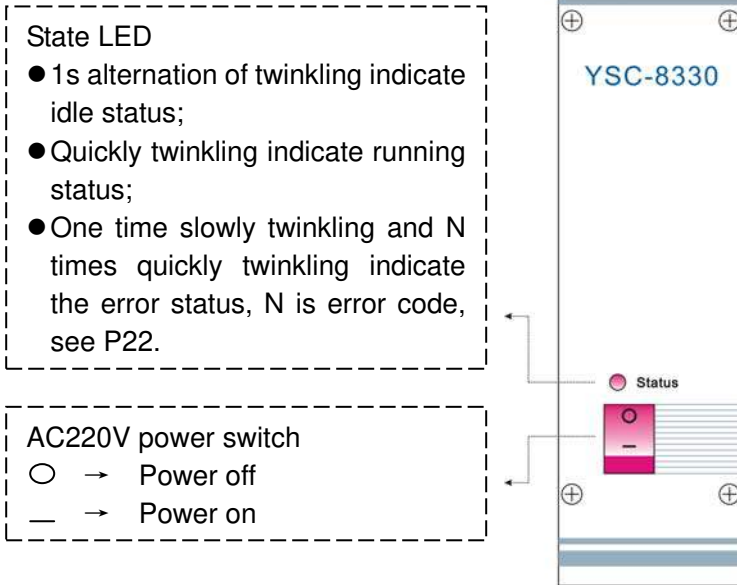 State LED
●1s alternation of twinkling indicate
idle status;
●Quickly twinkling indicate running
status;
●One time slowly twinkling and N
times quickly twinkling indicate
the error status, N is error code,
see P22.
AC220V power switch
○ → Power off
— → Power on
YSC-8330
Status